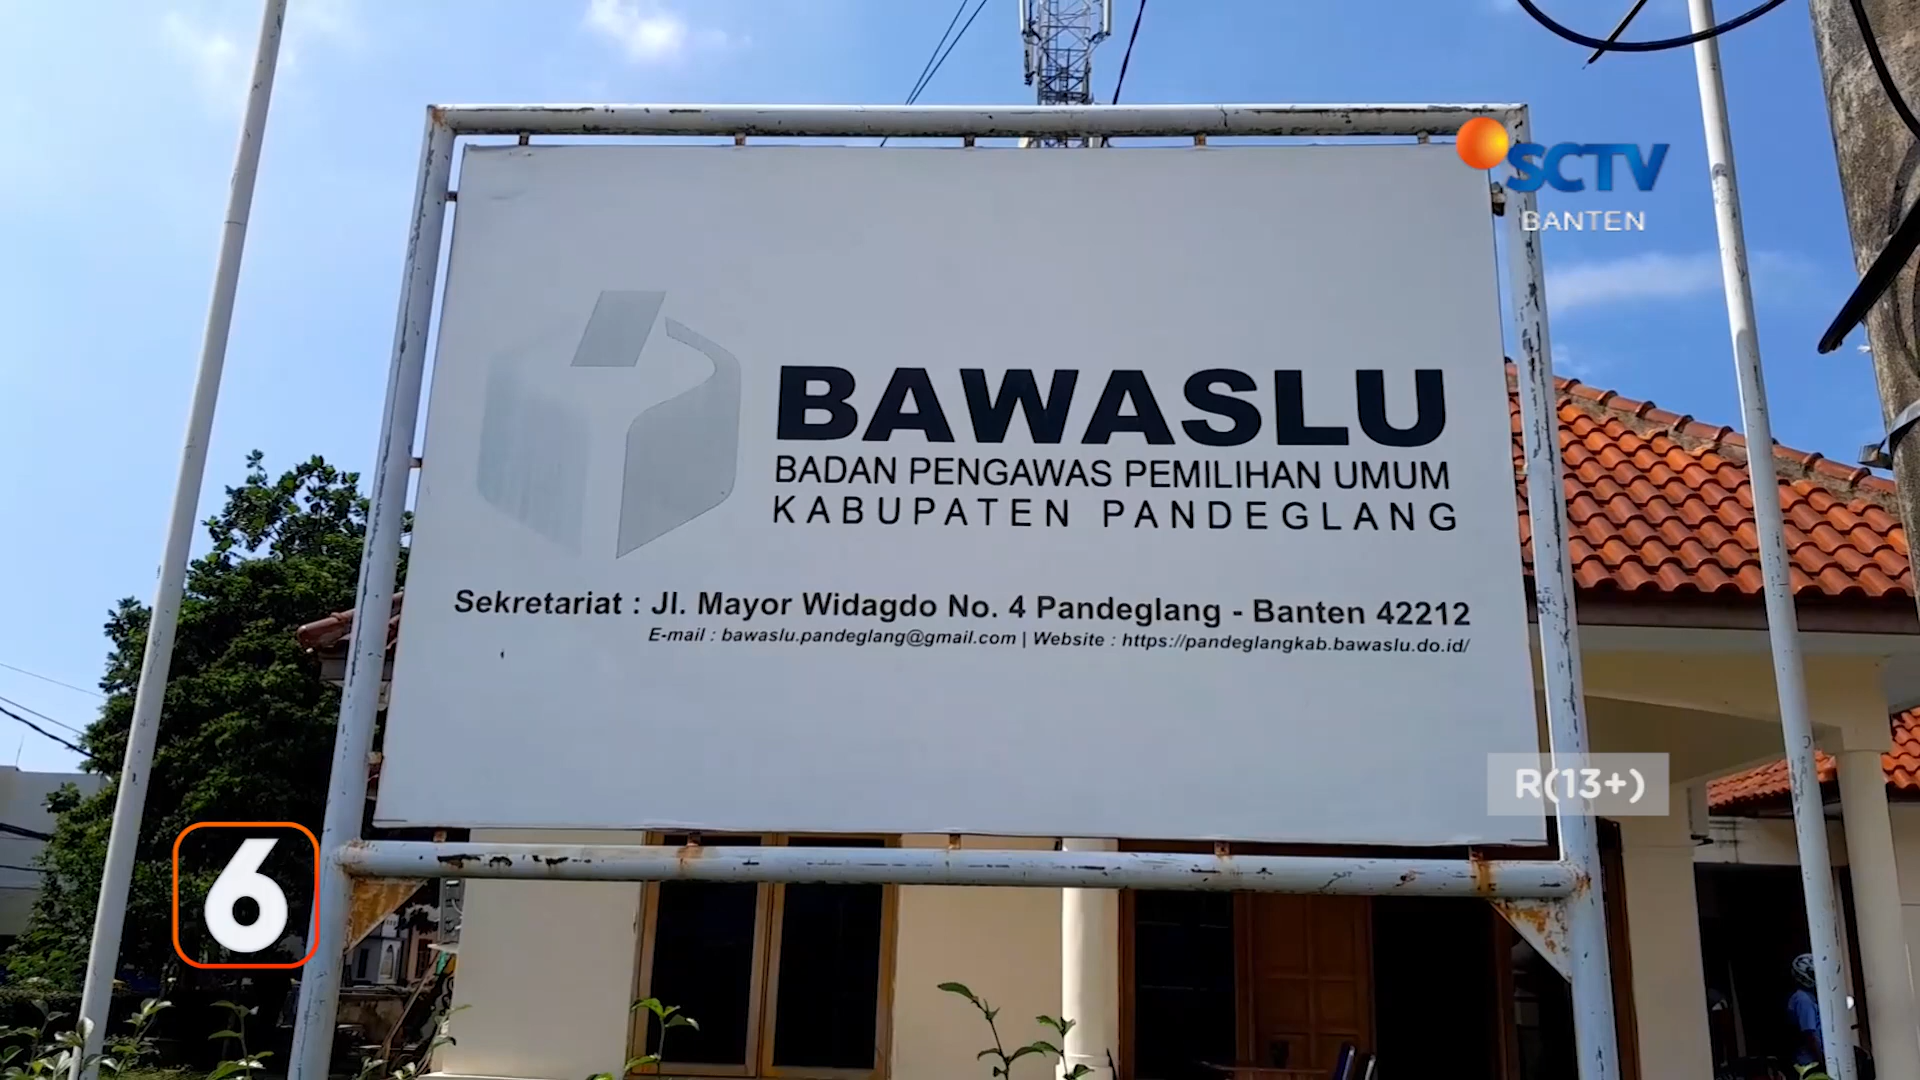 SCTV
BANTEN
BAWASLU
BADAN PENGAWAS PEMILIHAN UMUM
KABUPATEN PANDEGLANG
Sekretariat : Jl. Mayor Widagdo No. 4 Pandeglang - Banten 42212
E-mail : bawaslu.pandeglang@gmail.com | Website : https://pandeglangkab.bawaslu.do.id/
R(13+)
6